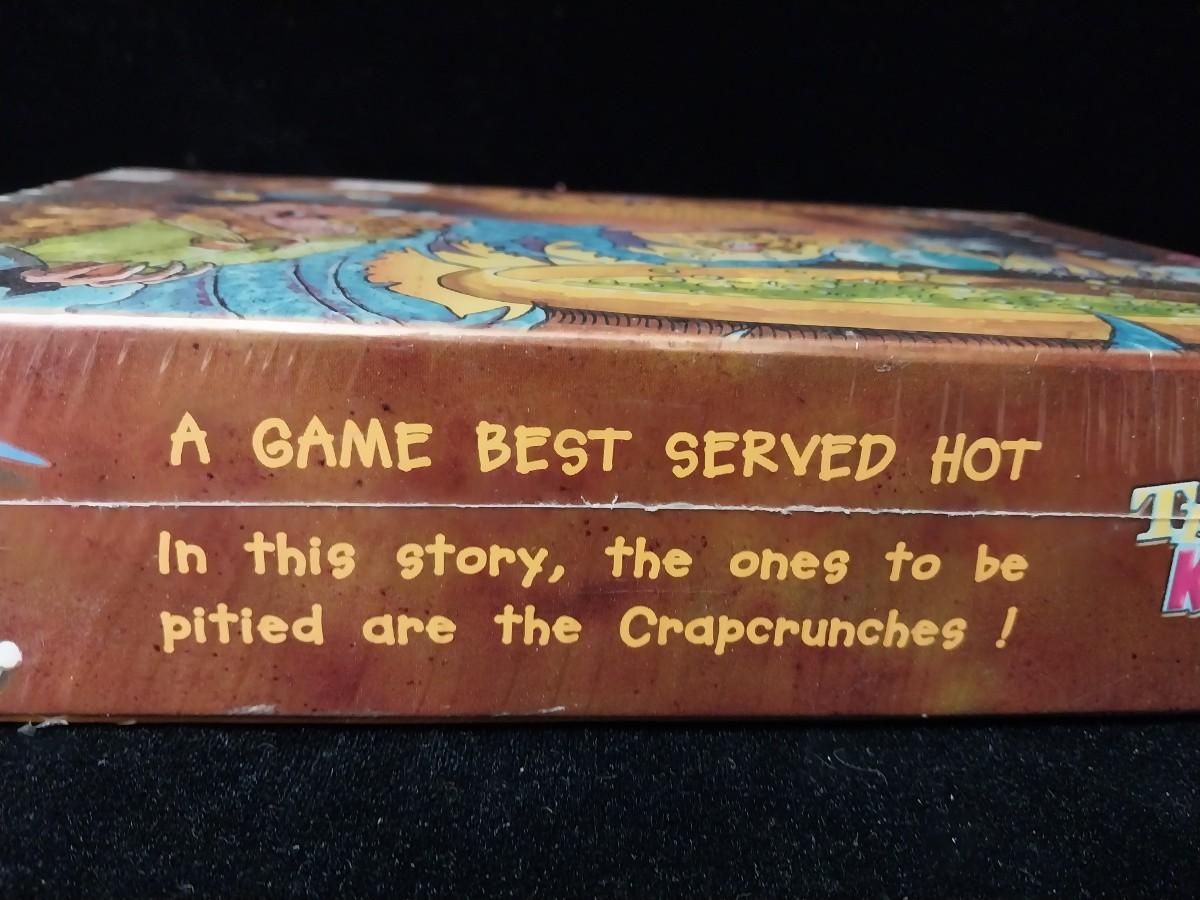 A GAME BEST SERVED HOT
In this story, the ones to be
pitied are the Crapcrunches !